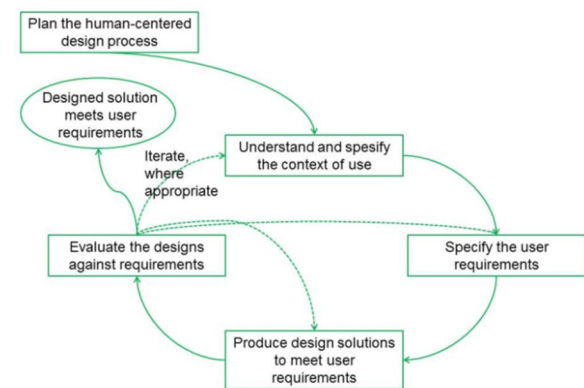 Plan the human-centered
design process
Designed solution
meets user
requirements
Iterate,
where
appropriate
Understand and spesify
the context of use
Evaluate the designs
against requirements
Specify the user
requirements
Produce design solutions
to meet user
requirements